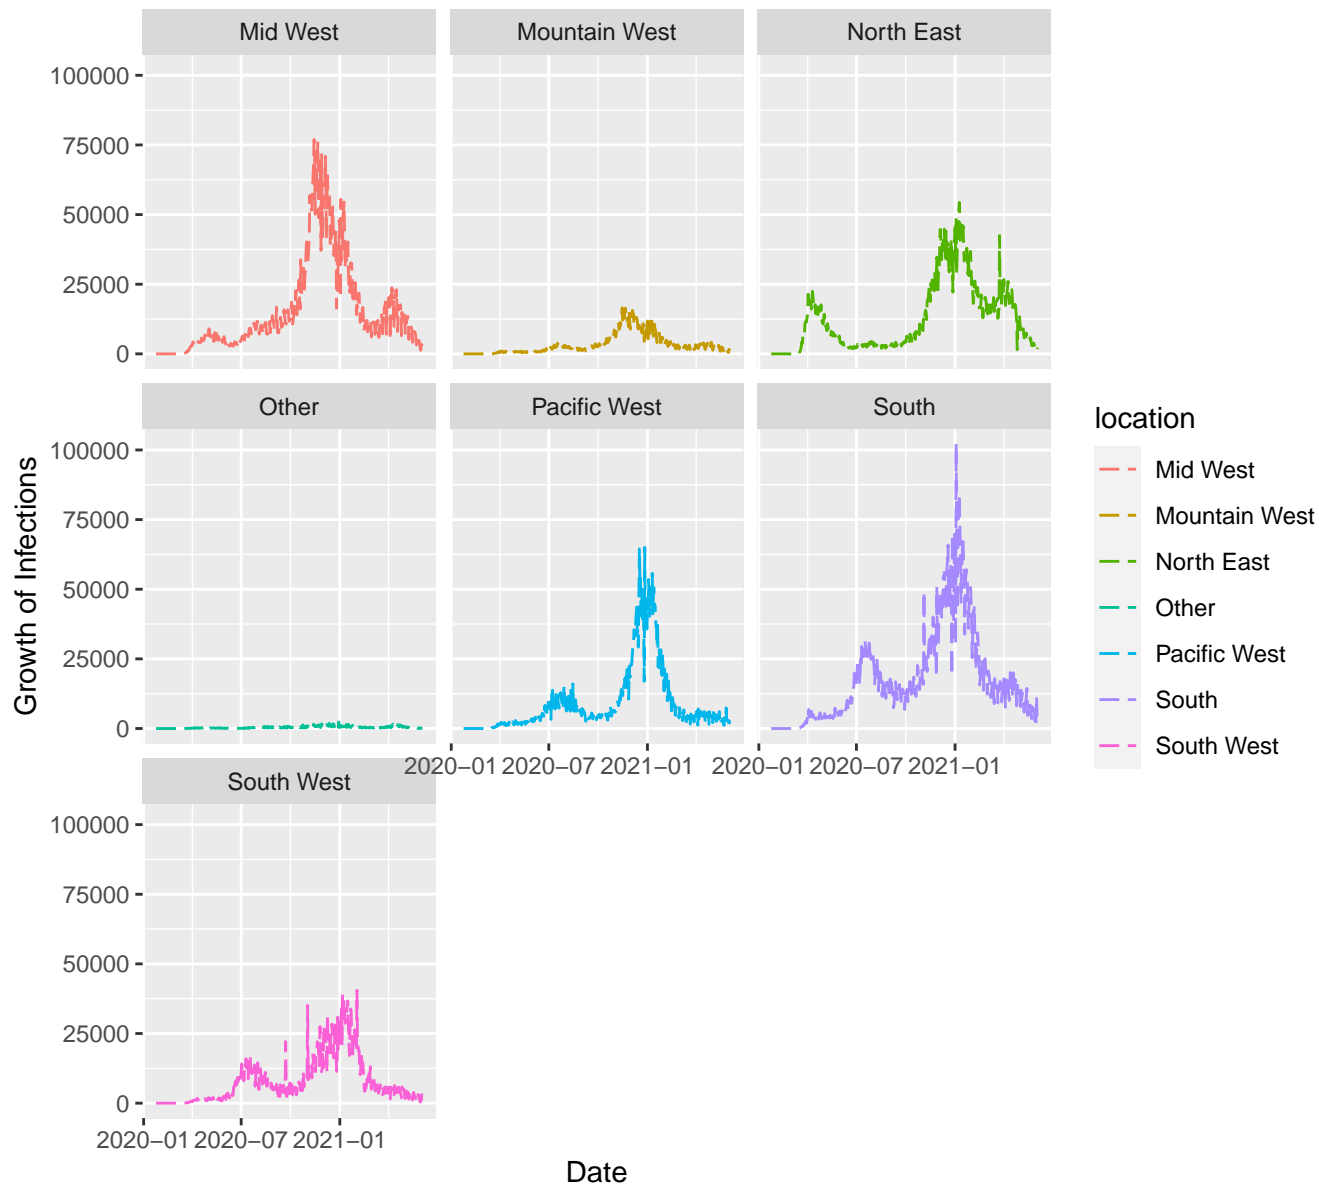 Mid West
Mountain West
North East
100000
75000
50000
25000
0
Other
Pacific West
South
100000
75000
50000
25000
0
2020−01 2020−07 2021−01
2020−01 2020−07 2021−01
South West
100000
75000
50000
25000
0
2020−01 2020−07 2021−01
Growth of Infections
Date
location
Mid West
Mountain West
North East
Other
Pacific West
South
South West